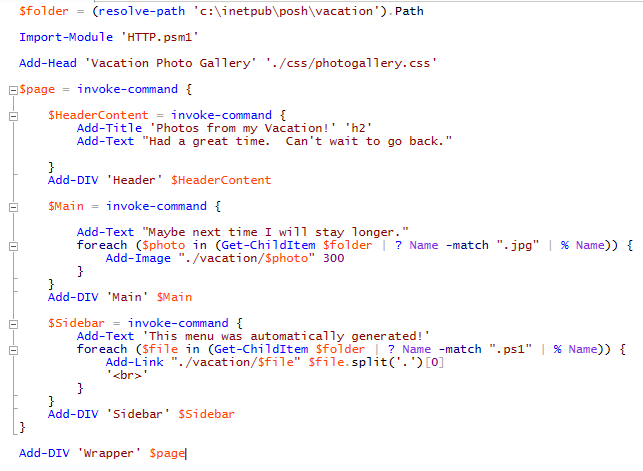 $folder = (resolve-path 'c:\inetpub\posh\vacation').Path
Import-Module 'HTTP.psm1'
Add-Head 'Vacation Photo Gallery' './css/photogallery.css'
$page = invoke-command {
$HeaderContent = invoke-command {
Add-Title 'Photos from my Vacation!' 'h2'
Add-Text "Had a great time.  Can't wait to go back."
}
Add-DIV 'Header' $HeaderContent
$Main = invoke-command {
Add-Text "Maybe next time I will stay longer."
foreach ($photo in (Get-ChildItem $folder | ? Name -match ".jpg" | % Name)) {
Add-Image "./vacation/$photo" 300
}
}
Add-DIV 'Main' $Main
$Sidebar = invoke-command {
Add-Text 'This menu was automatically generated!'
foreach ($file in (Get-ChildItem $folder | ? Name -match ".ps1" | % Name)) {
Add-Link "./vacation/$file" $file.split('.')[0]
'<br>'
}
}
Add-DIV 'Sidebar' $Sidebar
}
Add-DIV 'Wrapper' $page